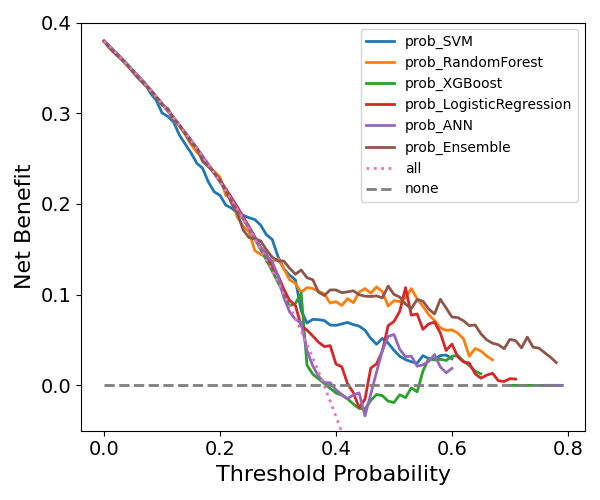 prob_SVM
prob_RandomForest
prob_XGBoost
prob_LogisticRegression
prob_ANN
prob_Ensemble
all
none
Net Benefit
0.4
0.3
0.2
0.1
0.0
0.0 0.2 0.4 0.6 0.8
Threshold Probability